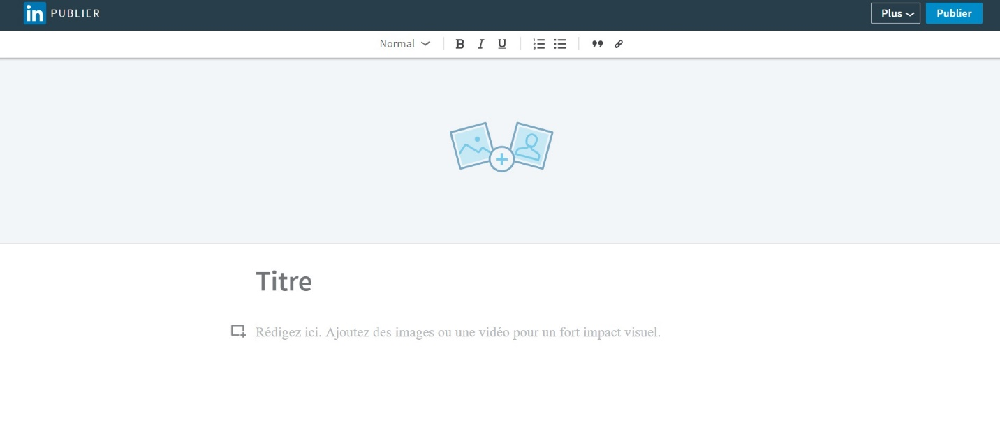 in PUBLIER
Plus
Publier
Normal
B I U
Titre
Rédigez ici. Ajoutez des images ou une vidéo pour un fort impact visuel.